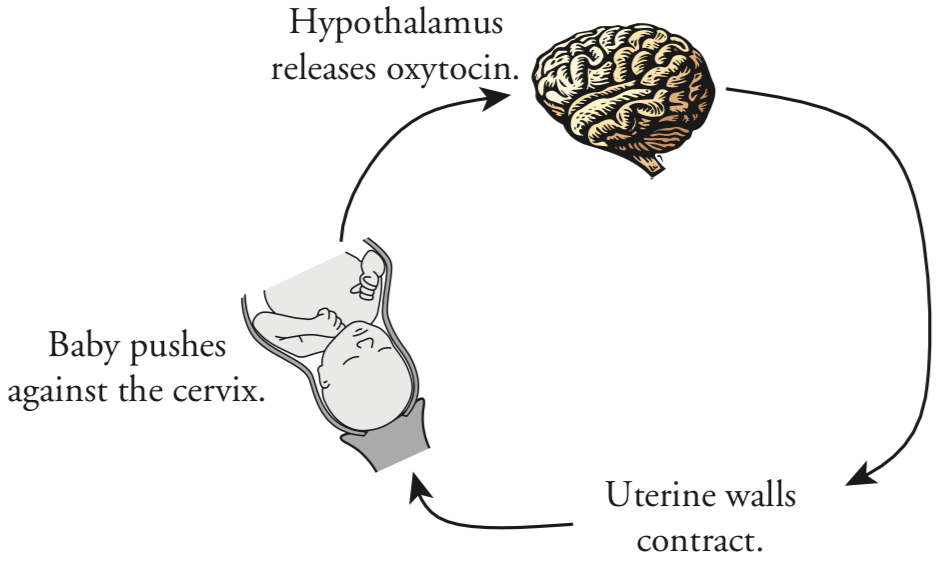 Hypothalamus
releases oxytocin.
Baby pushes
against the cervix.
Uterine walls
contract.